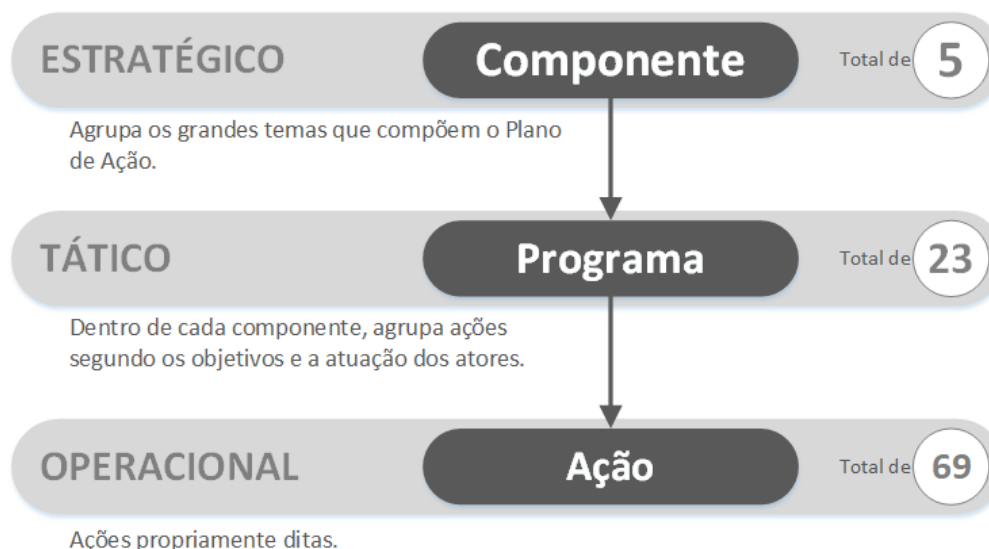 ESTRATÉGICO Componente Total de 5
Agrupa os grandes temas que compõem o Plano
de Ação.
TÁTICO Programa Total de 23
Dentro de cada componente, agrupa ações
segundo os objetivos e a atuação dos atores.
OPERACIONAL Ação Total de 69
Ações propriamente ditas.